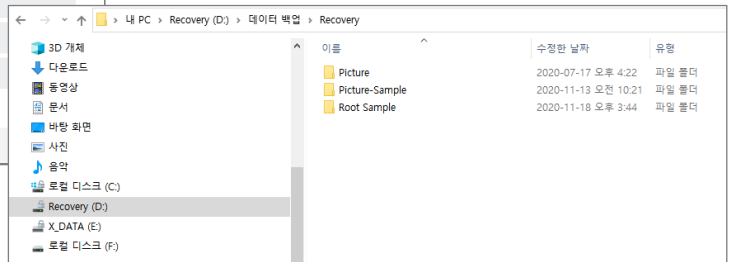 내 PC > Recovery (D:) > 데이터 백업 > Recovery
3D 개체
다운로드
동영상
문서
바탕 화면
사진
음악
로컬 디스크 (C:)
Recovery (D:)
X_DATA (E:)
로컬 디스크 (F:)
이름 수정한 날짜 유형
Picture 2020-07-17 오후 4:22 파일 폴더
Picture-Sample 2020-11-13 오전 10:21 파일 폴더
Root Sample 2020-11-18 오후 3:44 파일 폴더